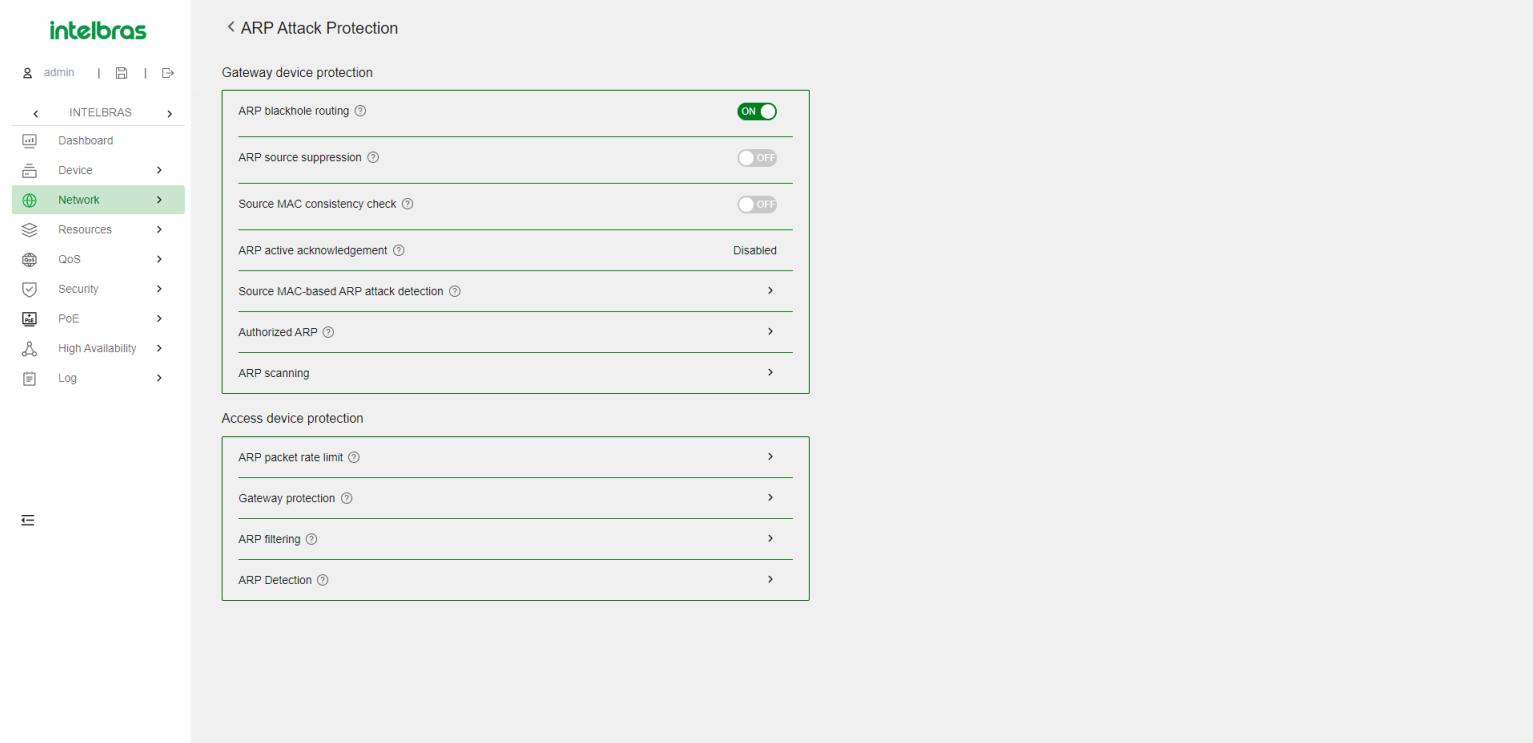 intelbras
admin | |
INTELBRAS
Dashboard
Device
Network
Resources
QoS
Security
PoE
High Availability
Log
ARP Attack Protection
Gateway device protection
ARP blackhole routing ? ON
ARP source suppression ? OFF
Source MAC consistency check ? OFF
ARP active acknowledgement ? Disabled
Source MAC-based ARP attack detection ?
Authorized ARP ?
ARP scanning
Access device protection
ARP packet rate limit ?
Gateway protection ?
ARP filtering ?
ARP Detection ?